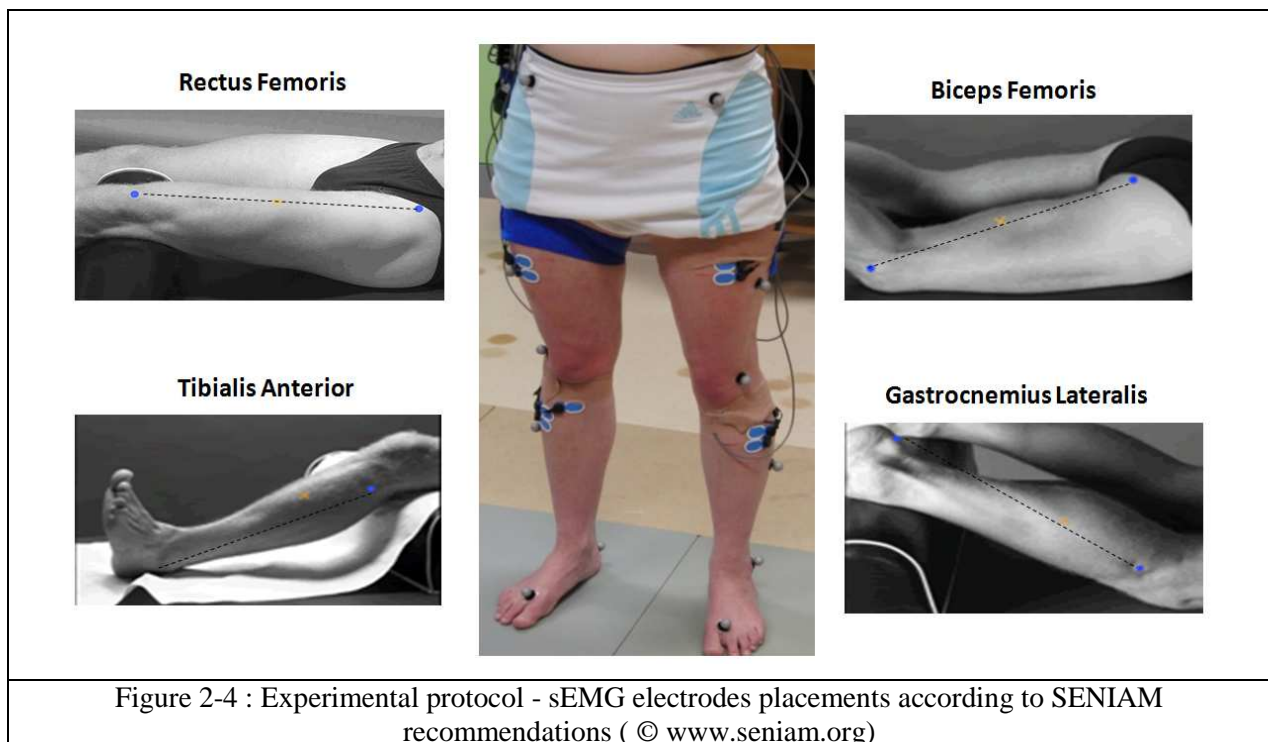 Rectus Femoris
Biceps Femoris
Tibialis Anterior
Gastrocnemius Lateralis
Figure 2-4 : Experimental protocol - sEMG electrodes placements according to SENIAM
recommendations ( © www.seniam.org)